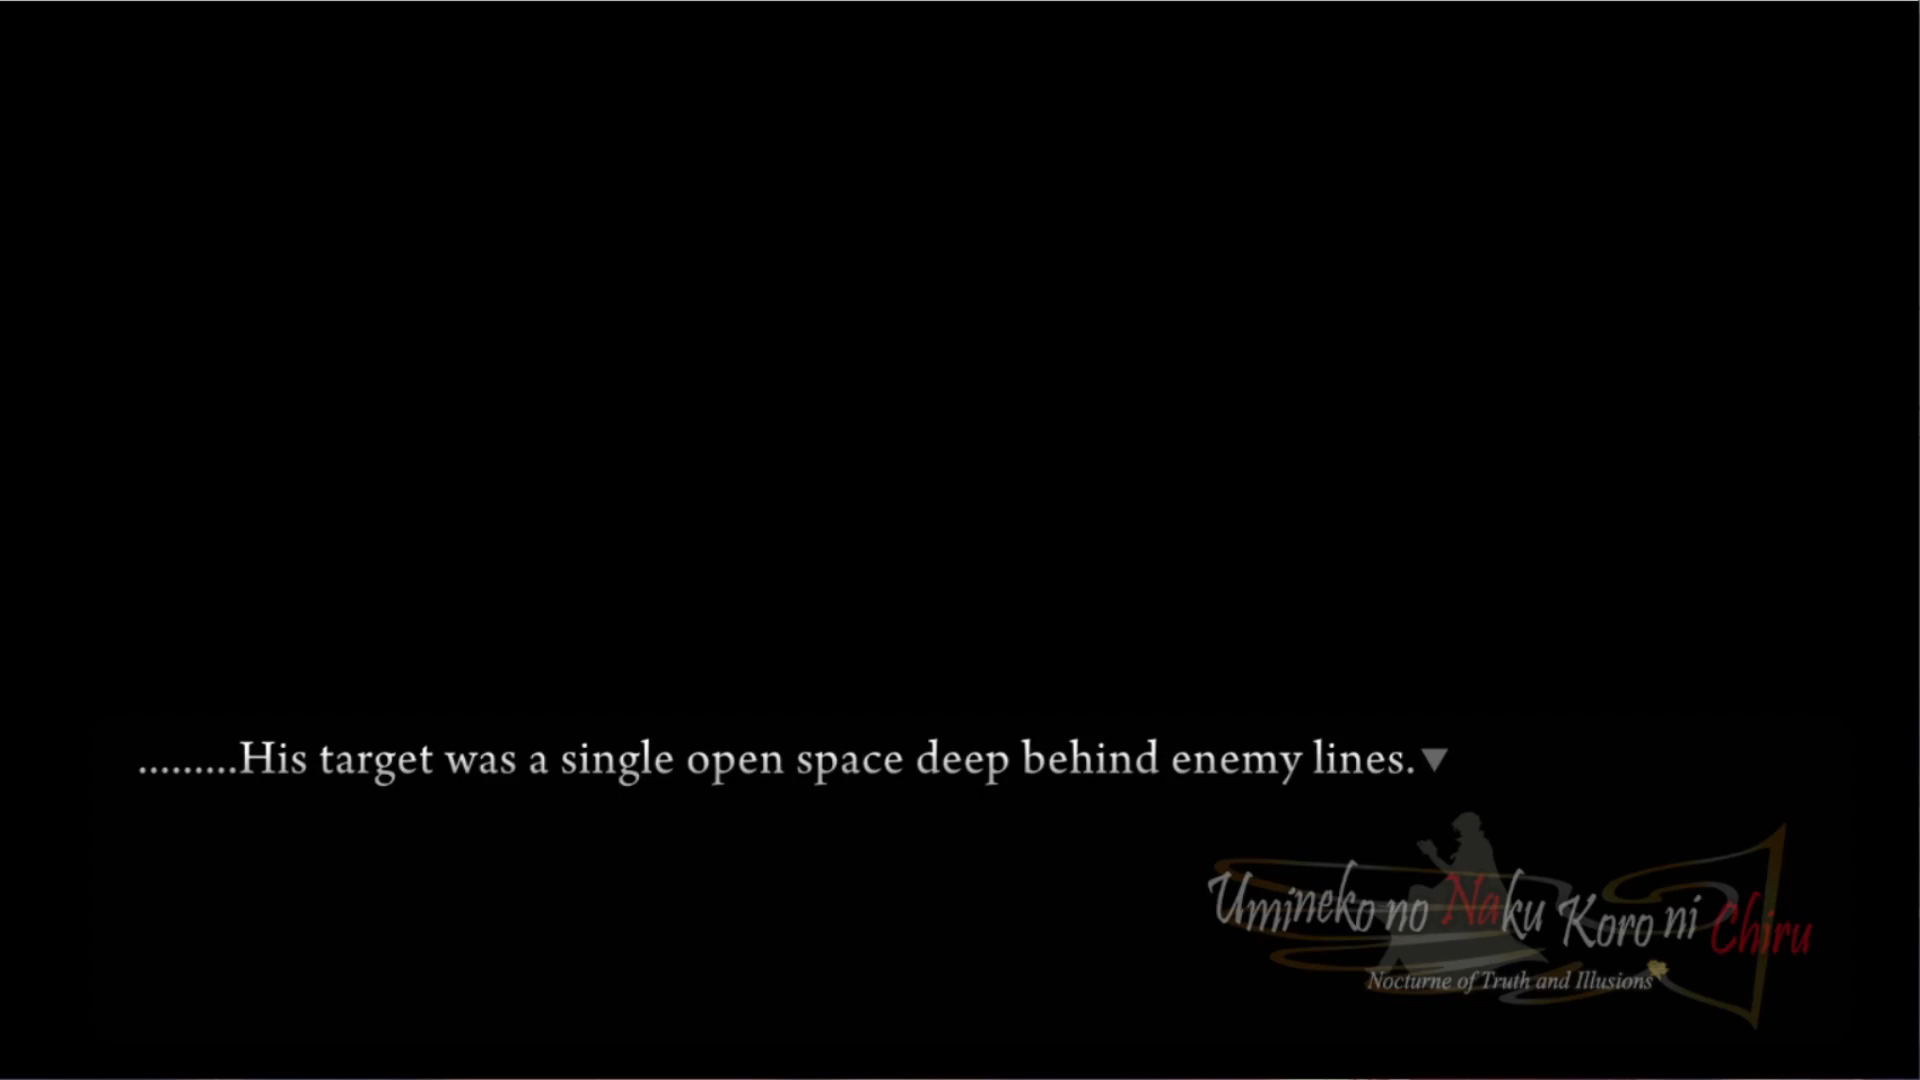 .........His target was a single open space deep behind enemy lines.
Umineko no Naku Koro ni Chiru
Nocturne of Truth and Illusions